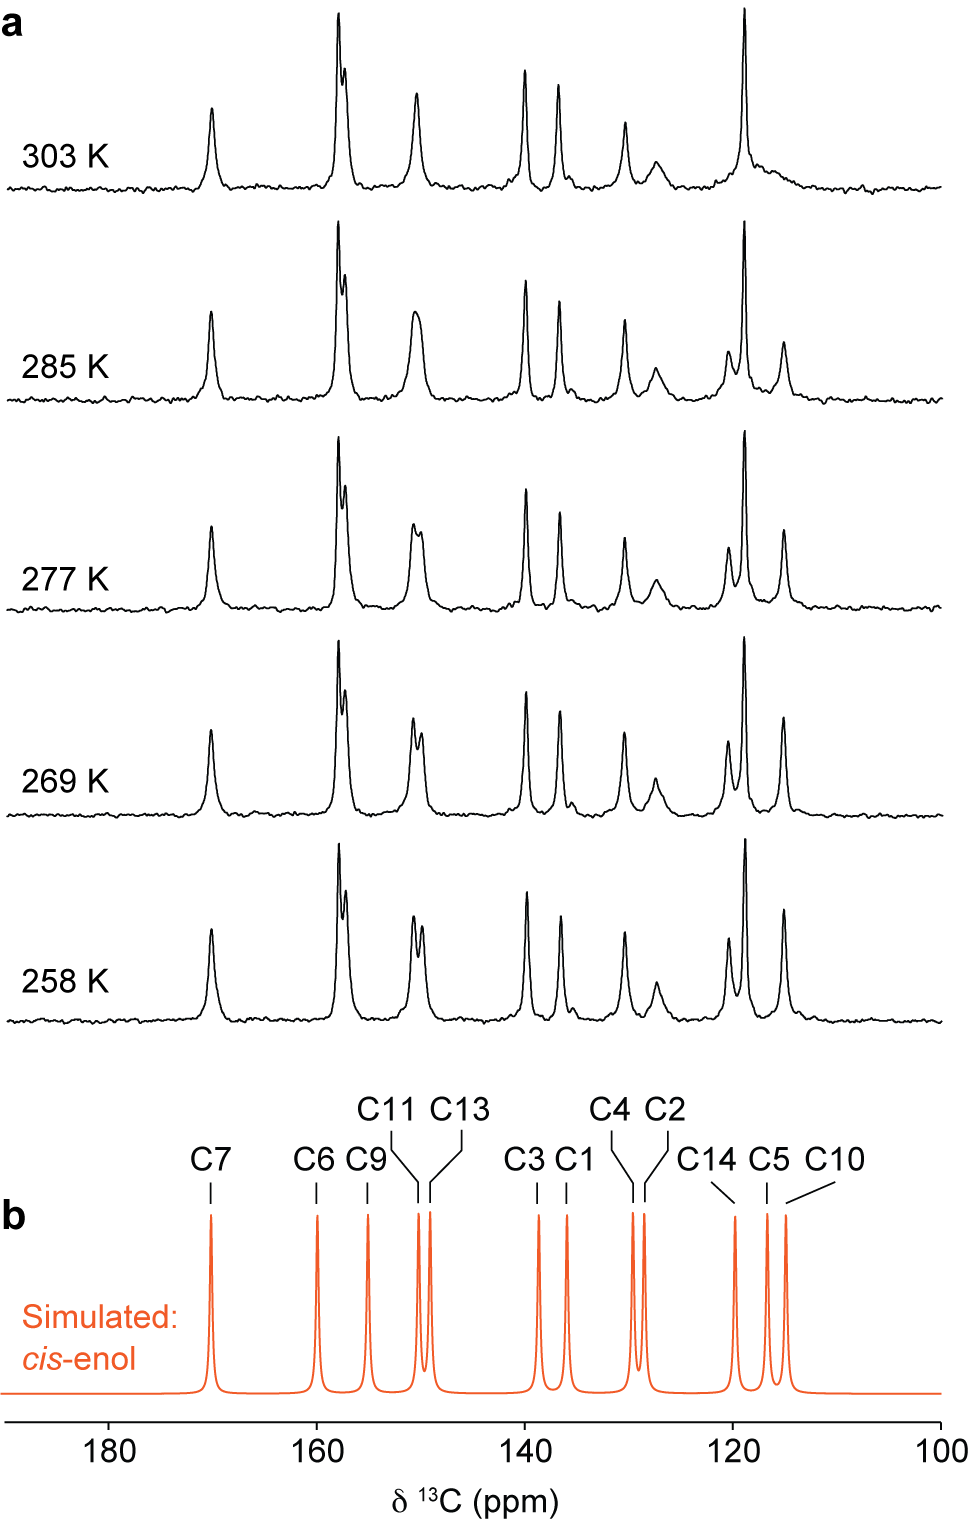 a
303 K
285 K
277 K
269 K
258 K
C11 C13 C4 C2
C7 C6 C9 C3 C1 C14 C5 C10
b
Simulated:
cis-enol
180 160 140 120 100
δ ¹³C (ppm)